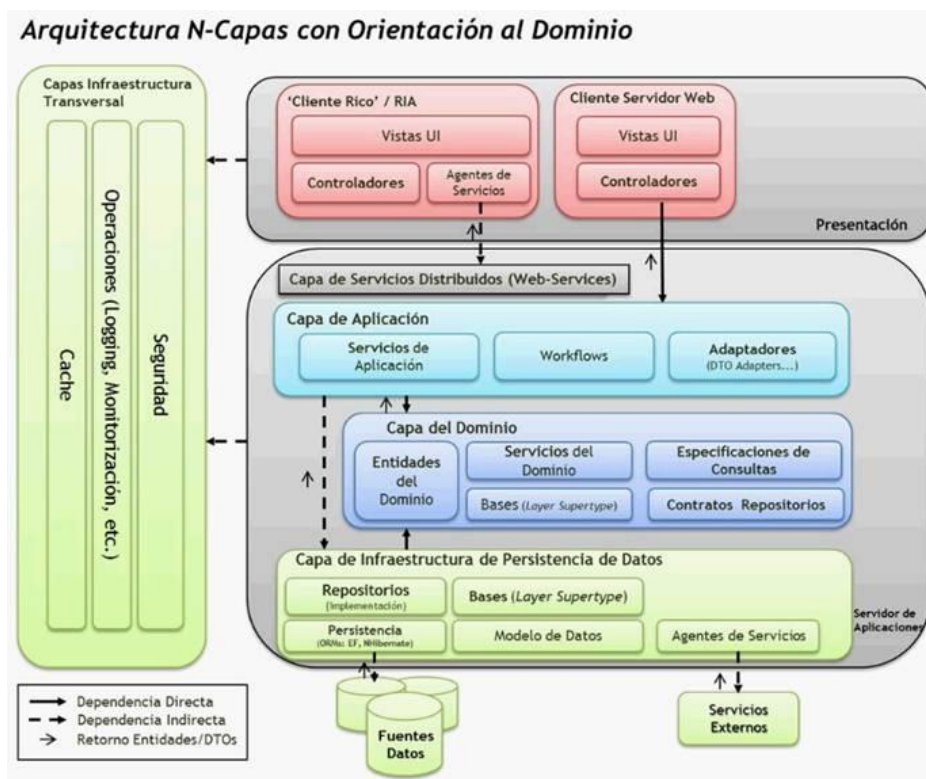 Arquitectura N-Capas con Orientación al Dominio
Capas Infraestructura
Transversal
Cache
Operaciones (Logging, Monitorización, etc.)
Seguridad
‘Cliente Rico’ / RIA
Vistas UI
Controladores
Agentes de
Servicios
Cliente Servidor Web
Vistas UI
Controladores
Presentación
Capa de Servicios Distribuidos (Web-Services)
Capa de Aplicación
Servicios de
Aplicación
Workflows
Adaptadores
(DTO Adapters...)
Capa del Dominio
Entidades
del
Dominio
Servicios del
Dominio
Especificaciones de
Consultas
Bases (Layer Supertype)
Contratos Repositorios
Capa de Infraestructura de Persistencia de Datos
Repositorios
(Implementación)
Bases (Layer Supertype)
Persistencia
(ORMs: EF, NHibernate)
Modelo de Datos
Agentes de Servicios
Servidor de
Aplicaciones
Dependencia Directa
Dependencia Indirecta
Retorno Entidades/DTOs
Fuentes
Datos
Servicios
Externos